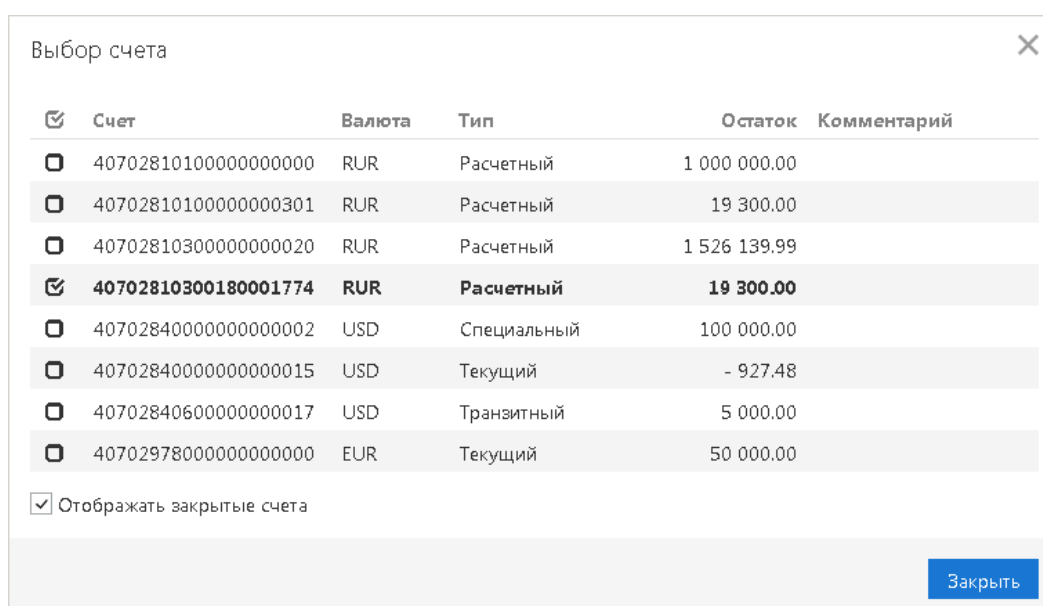 Выбор счета
Счет Валюта Тип Остаток Комментарий
40702810100000000000 RUR Расчетный 1 000 000.00
40702810100000000301 RUR Расчетный 19 300.00
40702810300000000020 RUR Расчетный 1 526 139.99
40702810300180001774 RUR Расчетный 19 300.00
40702840000000000002 USD Специальный 100 000.00
40702840000000000015 USD Текущий - 927.48
40702840600000000017 USD Транзитный 5 000.00
40702978000000000000 EUR Текущий 50 000.00
Отображать закрытые счета
Закрыть